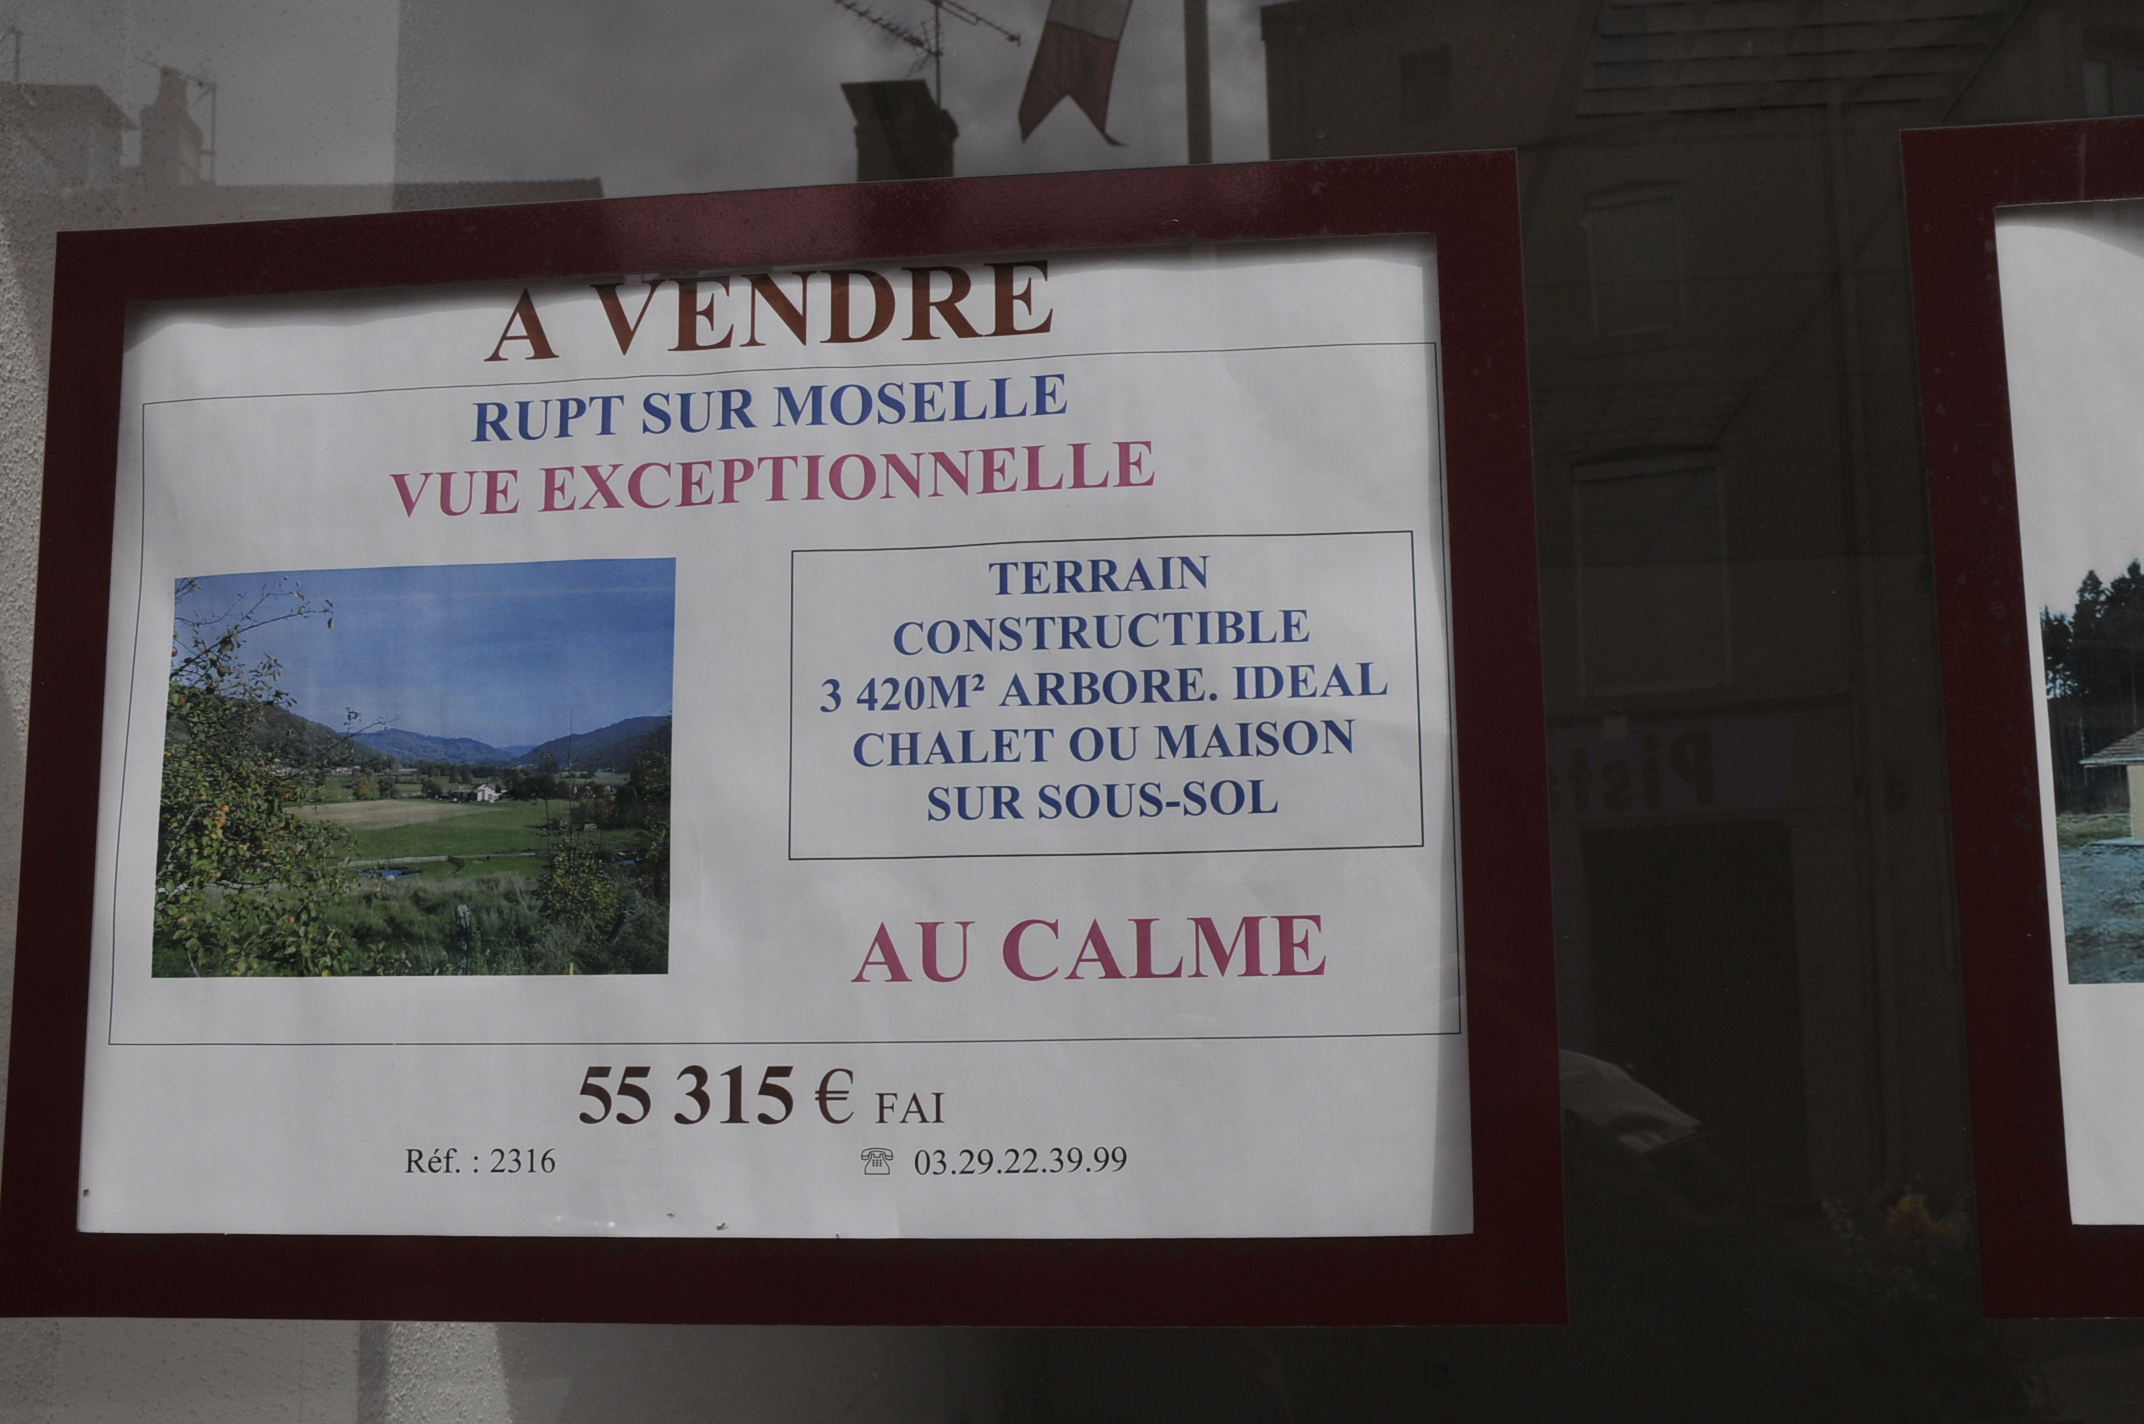 A VENDRE
RUPT SUR MOSELLE
VUE EXCEPTIONNELLE
TERRAIN
CONSTRUCTIBLE
3 420M² ARBORE. IDEAL
CHALET OU MAISON
SUR SOUS-SOL
AU CALME
55 315 € FAI
Réf. : 2316
☏ 03.29.22.39.99